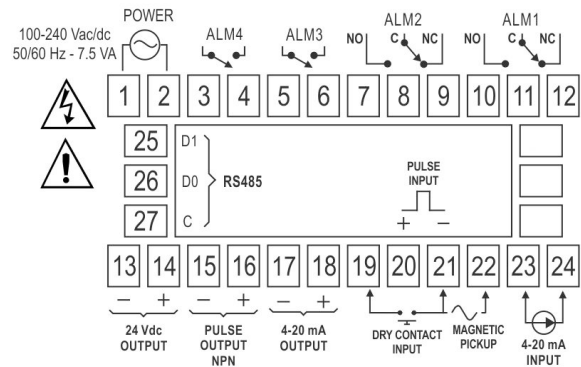 POWER
100-240 Vac/dc
50/60 Hz - 7.5 VA
ALM4
ALM3
ALM2
NO C NC
ALM1
NO C NC
1 2 3 4 5 6 7 8 9 10 11 12
25 D1
26 D0 RS485
27 C
PULSE
INPUT
+ −
13 14 15 16 17 18 19 20 21 22 23 24
− + − + − +
24 Vdc
OUTPUT
PULSE
OUTPUT
NPN
4-20 mA
OUTPUT
DRY CONTACT
INPUT
MAGNETIC
PICKUP
4-20 mA
INPUT